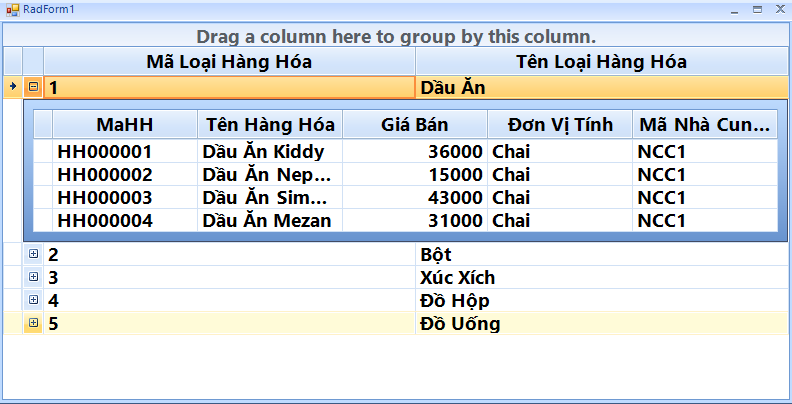 RadForm1
Drag a column here to group by this column.
Mã Loại Hàng Hóa Tên Loại Hàng Hóa
1 Dầu Ăn
MaHH Tên Hàng Hóa Giá Bán Đơn Vị Tính Mã Nhà Cun...
HH000001 Dầu Ăn Kiddy 36000 Chai NCC1
HH000002 Dầu Ăn Nep... 15000 Chai NCC1
HH000003 Dầu Ăn Sim... 43000 Chai NCC1
HH000004 Dầu Ăn Mezan 31000 Chai NCC1
2 Bột
3 Xúc Xích
4 Đồ Hộp
5 Đồ Uống